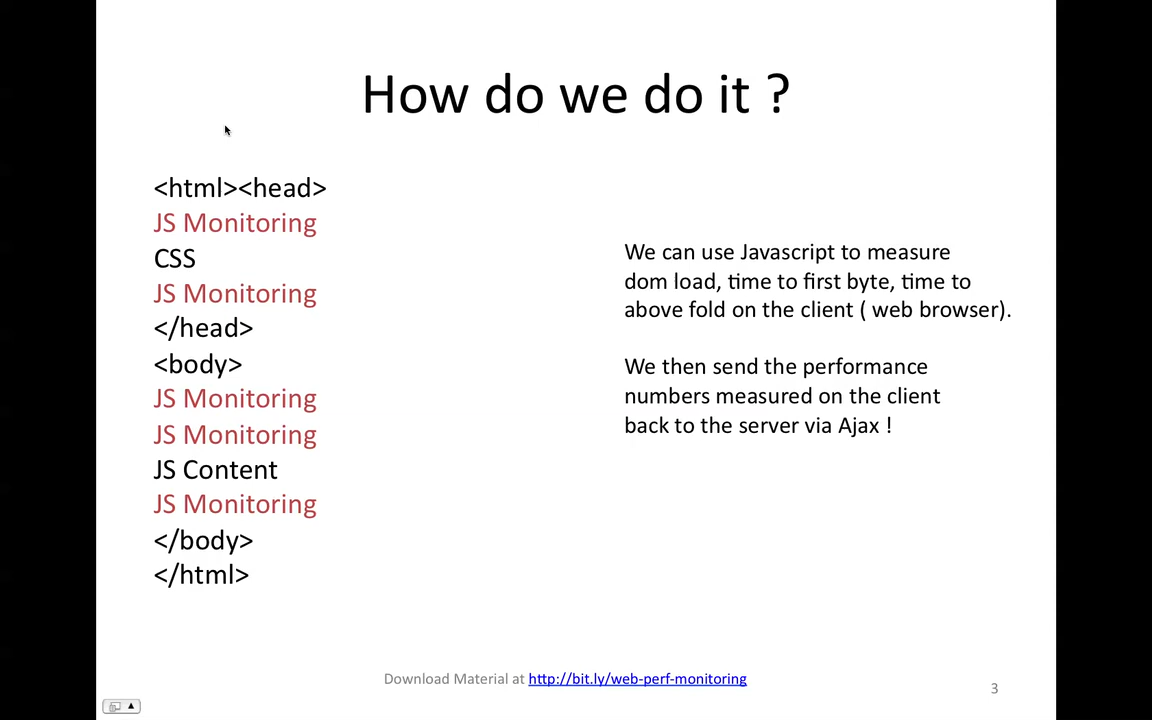 How do we do it ?
<html><head>
JS Monitoring
CSS
JS Monitoring
</head>
<body>
JS Monitoring
JS Monitoring
JS Content
JS Monitoring
</body>
</html>
We can use Javascript to measure
dom load, time to first byte, time to
above fold on the client ( web browser).
We then send the performance
numbers measured on the client
back to the server via Ajax !
Download Material at http://bit.ly/web-perf-monitoring
3